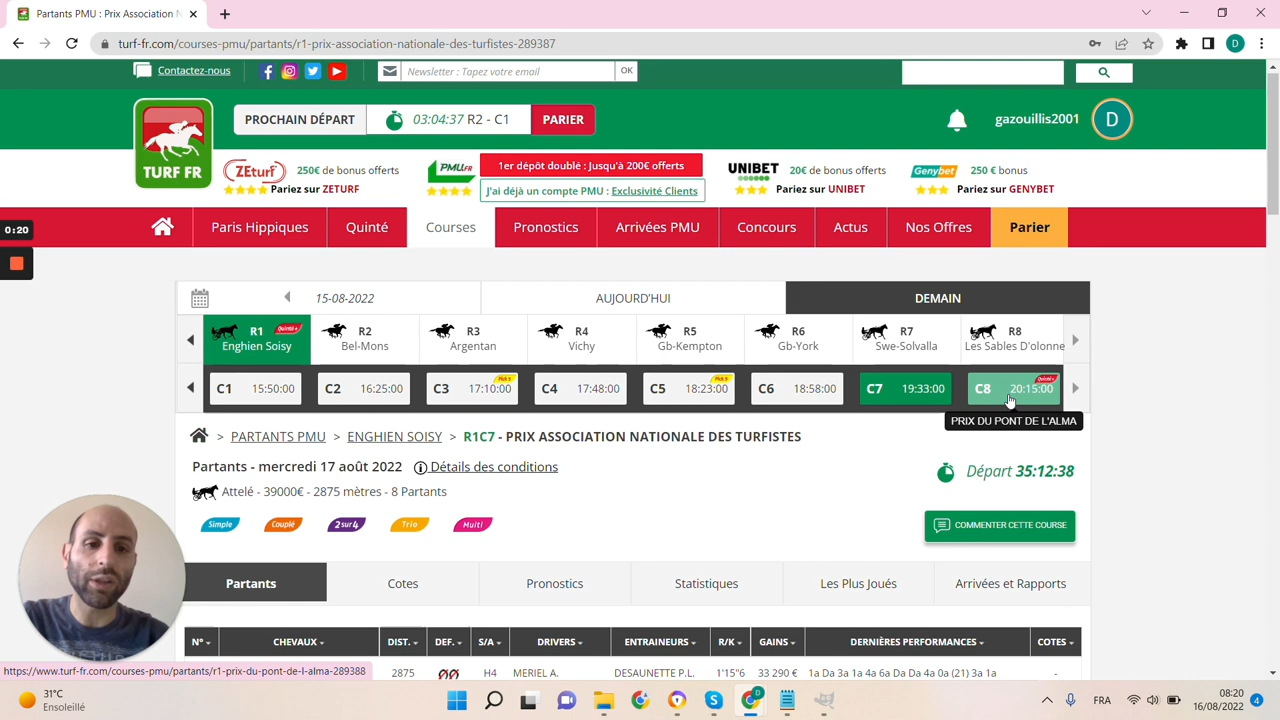 Partants PMU : Prix Association N
turf-fr.com/courses-pmu/partants/r1-prix-association-nationale-des-turfistes-289387
D
Contactez-nous
Newsletter : Tapez votre email
OK
TURF FR
PROCHAIN DÉPART
03:04:37 R2 - C1
PARIER
gazouillis2001
D
ZEturf
250€ de bonus offerts
Pariez sur ZETURF
PMU.FR
1er dépôt doublé : Jusqu'à 200€ offerts
J'ai déjà un compte PMU : Exclusivité Clients
UNIBET
20€ de bonus offerts
Pariez sur UNIBET
Genybet
250 € bonus
Pariez sur GENYBET
0:20
Paris Hippiques
Quinté
Courses
Pronostics
Arrivées PMU
Concours
Actus
Nos Offres
Parier
15-08-2022
AUJOURD'HUI
DEMAIN
R1 Quinté+
Enghien Soisy
R2
Bel-Mons
R3
Argentan
R4
Vichy
R5
Gb-Kempton
R6
Gb-York
R7
Swe-Solvalla
R8
Les Sables D'olonne
C1 15:50:00
C2 16:25:00
C3 17:10:00 Pick 5
C4 17:48:00
C5 18:23:00 Pick 5
C6 18:58:00
C7 19:33:00
C8 20:15:00 Quinté+
PRIX DU PONT DE L'ALMA
> PARTANTS PMU > ENGHIEN SOISY > R1C7 - PRIX ASSOCIATION NATIONALE DES TURFISTES
Partants - mercredi 17 août 2022
Détails des conditions
Départ 35:12:38
Attelé - 39000€ - 2875 mètres - 8 Partants
Simple
Couplé
2sur4
Trio
Multi
COMMENTER CETTE COURSE
Partants
Cotes
Pronostics
Statistiques
Les Plus Joués
Arrivées et Rapports
N°
CHEVAUX
DIST.
DEF.
S/A
DRIVERS
ENTRAINEURS
R/K
GAINS
DERNIÈRES PERFORMANCES
COTES
2875
H4
MERIEL A.
DESAUNETTE P.L.
1'15"6
33 290 €
1a Da 3a 1a 4a 6a Da Da 4a 0a (21) 3a 1a
-
https://www.turf-fr.com/courses-pmu/partants/r1-prix-du-pont-de-l-alma-289388
31°C
Ensoleillé
FRA
08:20
16/08/2022
4